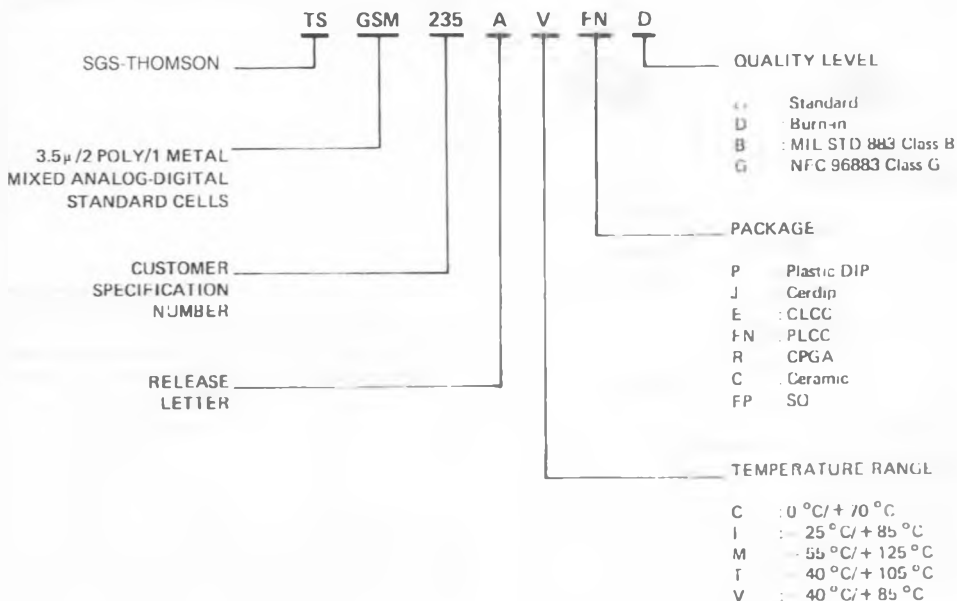 TS GSM 235 A V FN D
SGS-THOMSON
3.5μ/2 POLY/1 METAL
MIXED ANALOG-DIGITAL
STANDARD CELLS
CUSTOMER
SPECIFICATION
NUMBER
RELEASE
LETTER
QUALITY LEVEL
Standard
D Burn-in
B : MIL STD 883 Class B
G NFC 96883 Class G
PACKAGE
P Plastic DIP
J Cerdip
E : CLCC
FN : PLCC
R CPGA
C : Ceramic
FP SO
TEMPERATURE RANGE
C : 0 °C/ + 70 °C
I : - 25 °C/ + 85 °C
M - 55 °C/ + 125 °C
T - 40 °C/ + 105 °C
V : - 40 °C/ + 85 °C